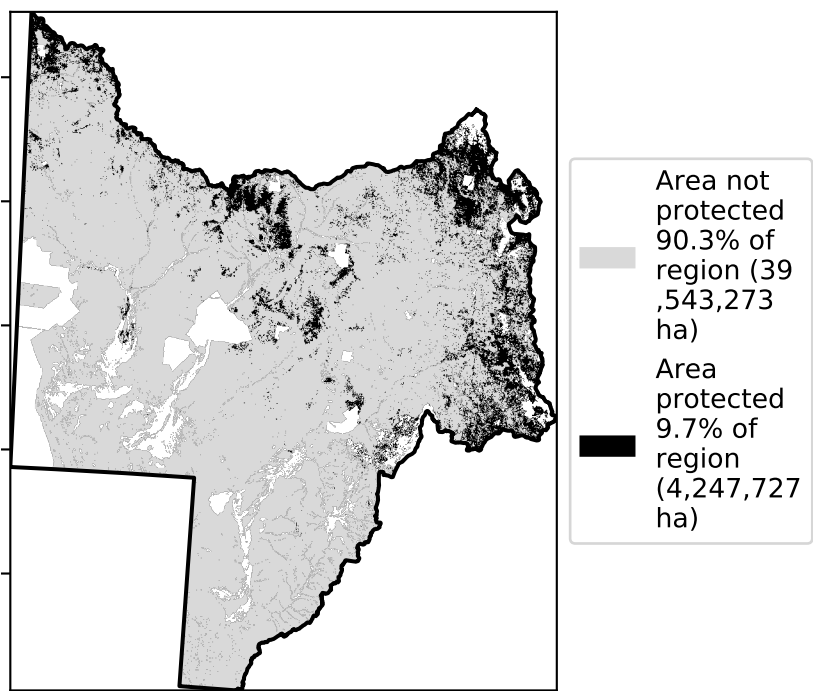 Area not
protected
90.3% of
region (39
,543,273
ha)
Area
protected
9.7% of
region
(4,247,727
ha)